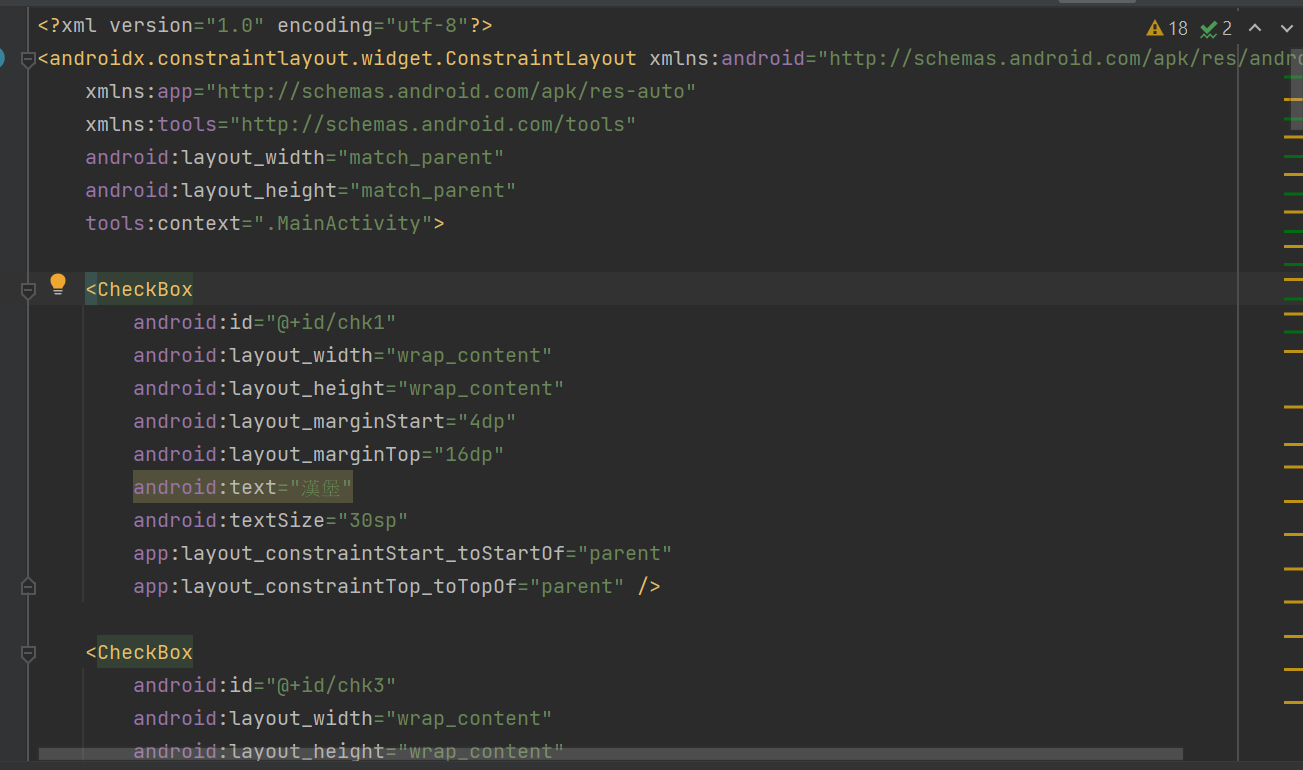 <?xml version="1.0" encoding="utf-8"?>
18 2
<androidx.constraintlayout.widget.ConstraintLayout xmlns:android="http://schemas.android.com/apk/res/andro
xmlns:app="http://schemas.android.com/apk/res-auto"
xmlns:tools="http://schemas.android.com/tools"
android:layout_width="match_parent"
android:layout_height="match_parent"
tools:context=".MainActivity">
<CheckBox
android:id="@+id/chk1"
android:layout_width="wrap_content"
android:layout_height="wrap_content"
android:layout_marginStart="4dp"
android:layout_marginTop="16dp"
android:text="漢堡"
android:textSize="30sp"
app:layout_constraintStart_toStartOf="parent"
app:layout_constraintTop_toTopOf="parent" />
<CheckBox
android:id="@+id/chk3"
android:layout_width="wrap_content"
android:layout_height="wrap_content"